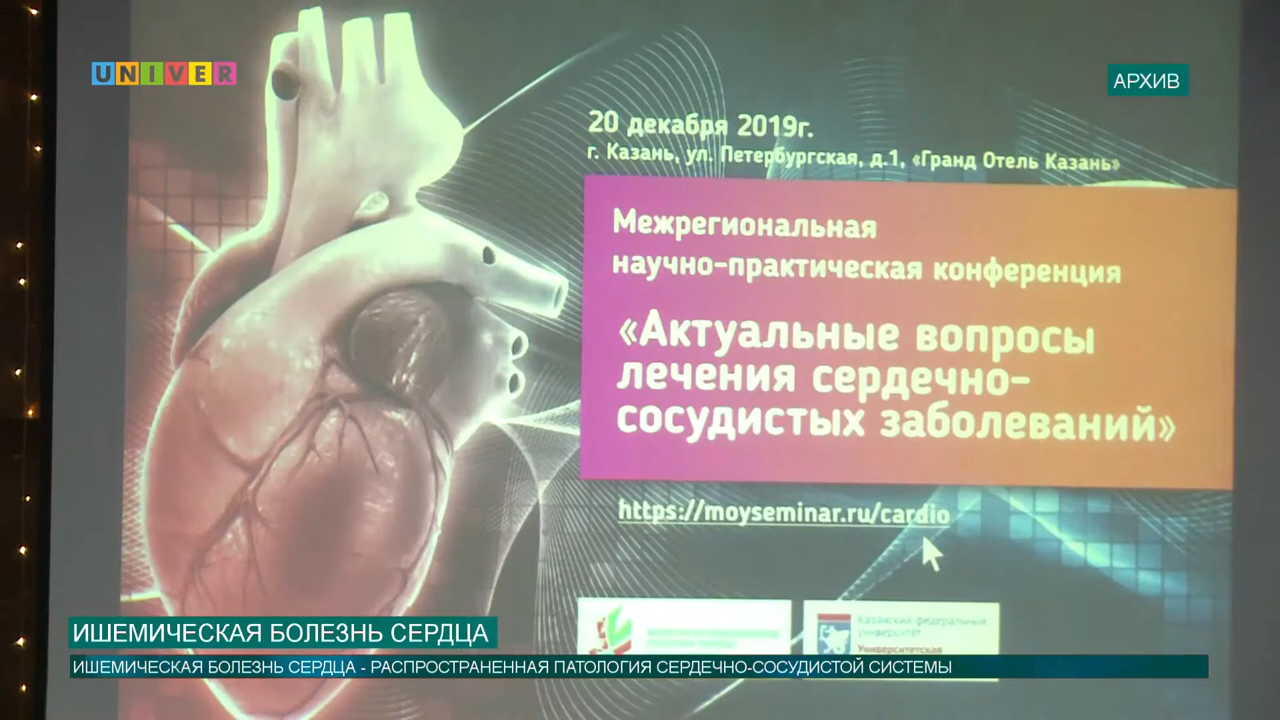 UNIVER
АРХИВ
20 декабря 2019г.
г. Казань, ул. Петербургская, д.1, «Гранд Отель Казань»
Межрегиональная
научно-практическая конференция
«Актуальные вопросы
лечения сердечно-
сосудистых заболеваний»
https://moyseminar.ru/cardio
Казанский федеральный
университет
Университетская
ИШЕМИЧЕСКАЯ БОЛЕЗНЬ СЕРДЦА
ИШЕМИЧЕСКАЯ БОЛЕЗНЬ СЕРДЦА - РАСПРОСТРАНЕННАЯ ПАТОЛОГИЯ СЕРДЕЧНО-СОСУДИСТОЙ СИСТЕМЫ